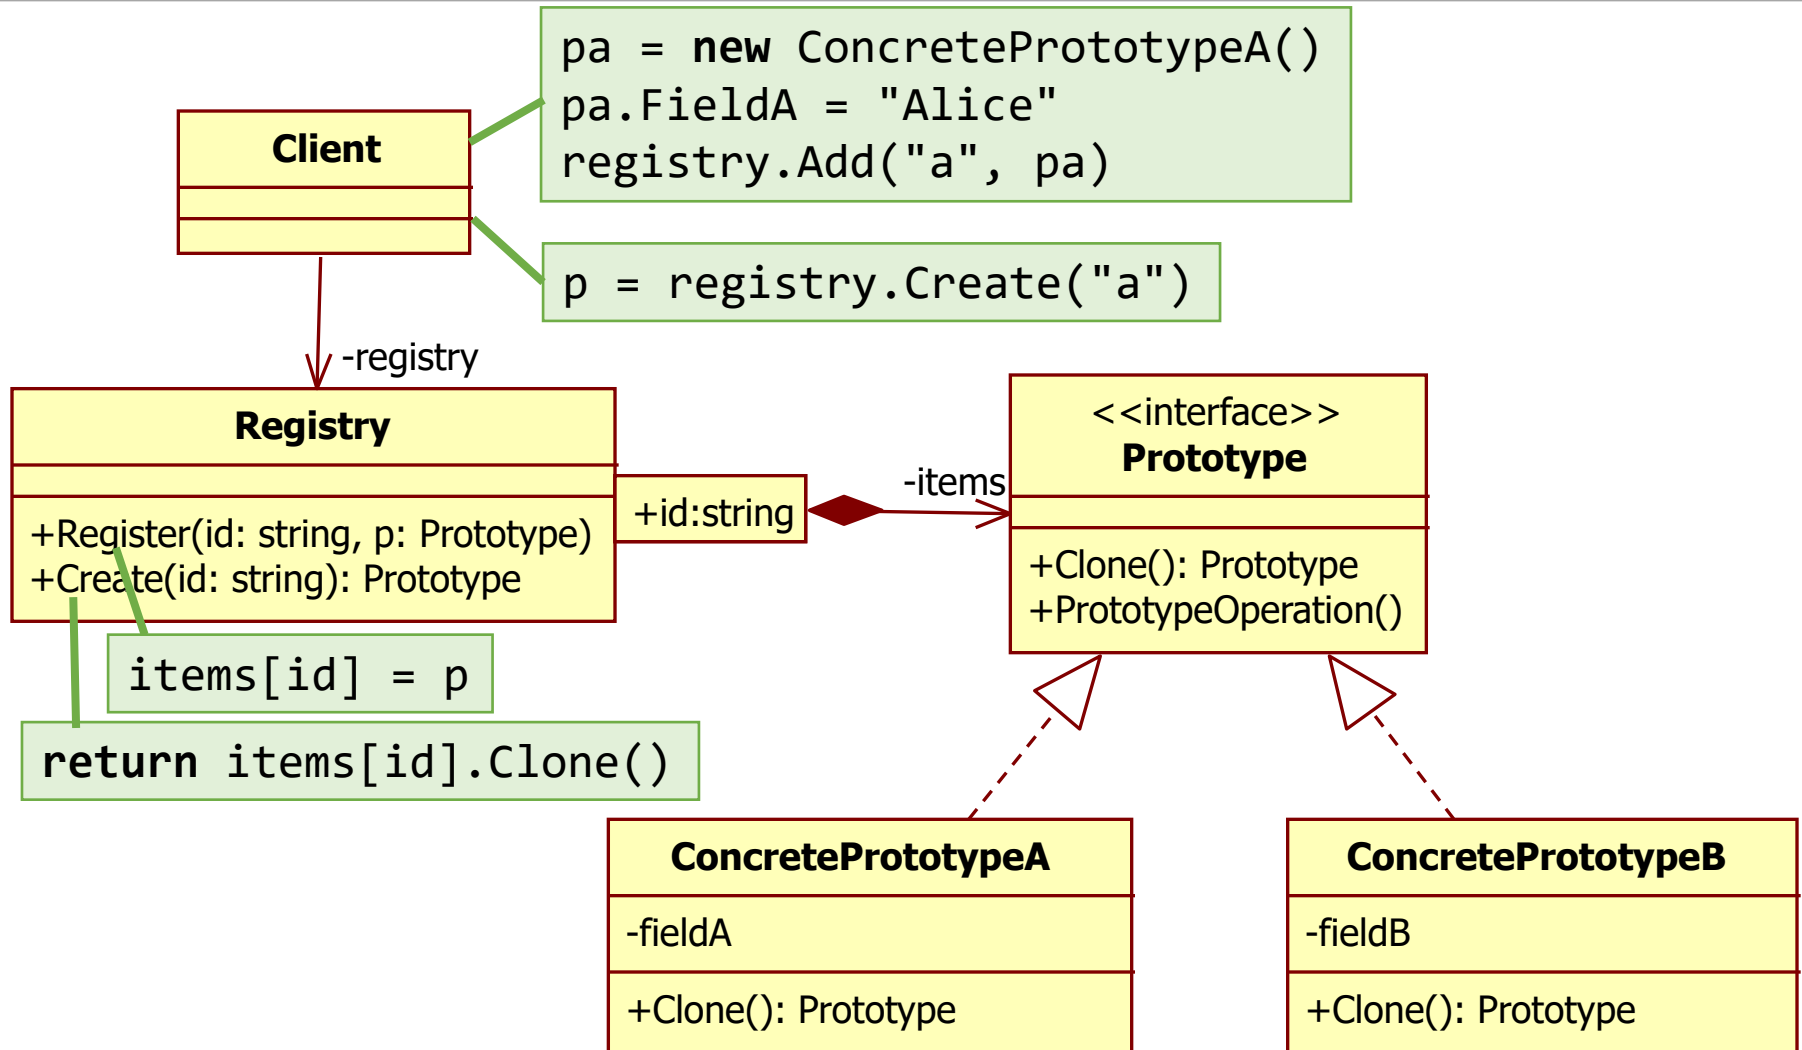 pa = new ConcretePrototypeA()
pa.FieldA = "Alice"
registry.Add("a", pa)
Client
p = registry.Create("a")
-registry
Registry
+Register(id: string, p: Prototype)
+Create(id: string): Prototype
+id:string
-items
<<interface>>
Prototype
+Clone(): Prototype
+PrototypeOperation()
items[id] = p
return items[id].Clone()
ConcretePrototypeA
-fieldA
+Clone(): Prototype
ConcretePrototypeB
-fieldB
+Clone(): Prototype